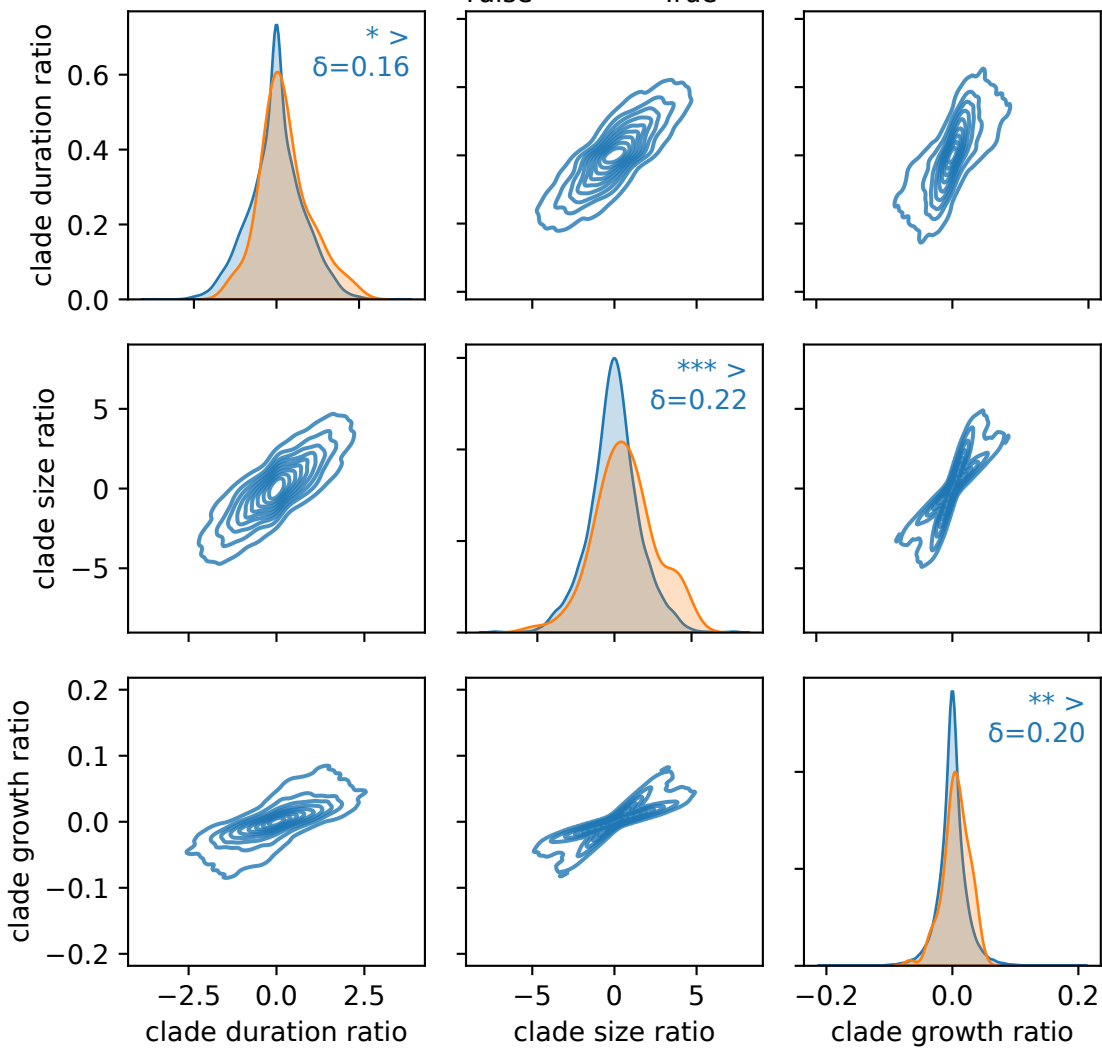 clade duration ratio
0.6
0.4
0.2
0.0
* >
δ=0.16
clade size ratio
5
0
−5
*** >
δ=0.22
clade growth ratio
0.2
0.1
0.0
−0.1
−0.2
** >
δ=0.20
−2.5 0.0 2.5
clade duration ratio
−5 0 5
clade size ratio
−0.2 0.0 0.2
clade growth ratio